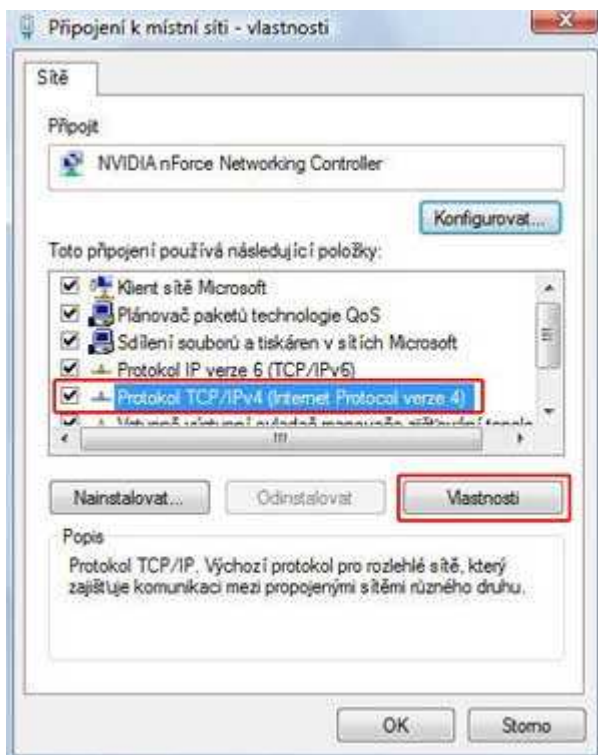 Připojení k místní síti - vlastnosti
Sítě
Připojit
NVIDIA nForce Networking Controller
Konfigurovat...
Toto připojení používá následující položky:
Klient sítě Microsoft
Plánovač paketů technologie QoS
Sdílení souborů a tiskáren v sítích Microsoft
Protokol IP verze 6 (TCP/IPv6)
Protokol TCP/IPv4 (Internet Protocol verze 4)
Nainstalovat...
Odinstalovat
Vlastnosti
Popis
Protokol TCP/IP. Výchozí protokol pro rozlehlé sítě, který
zajišťuje komunikaci mezi propojenými sítěmi různého druhu.
OK
Storno